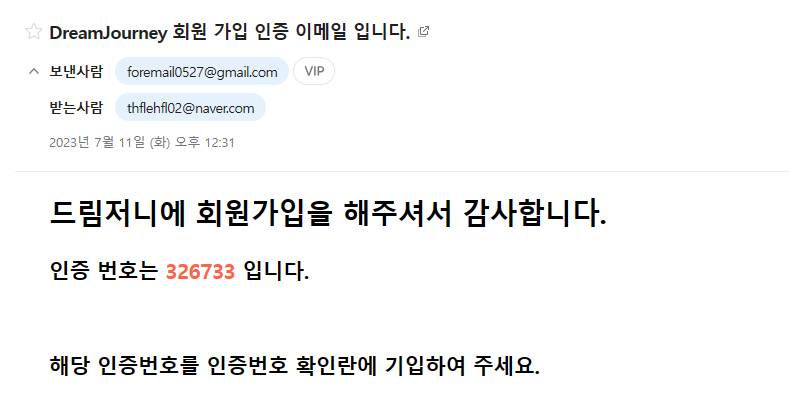 DreamJourney 회원 가입 인증 이메일 입니다.
보낸사람 foremail0527@gmail.com VIP
받는사람 thflehfl02@naver.com
2023년 7월 11일 (화) 오후 12:31
드림저니에 회원가입을 해주셔서 감사합니다.
인증 번호는 326733 입니다.
해당 인증번호를 인증번호 확인란에 기입하여 주세요.